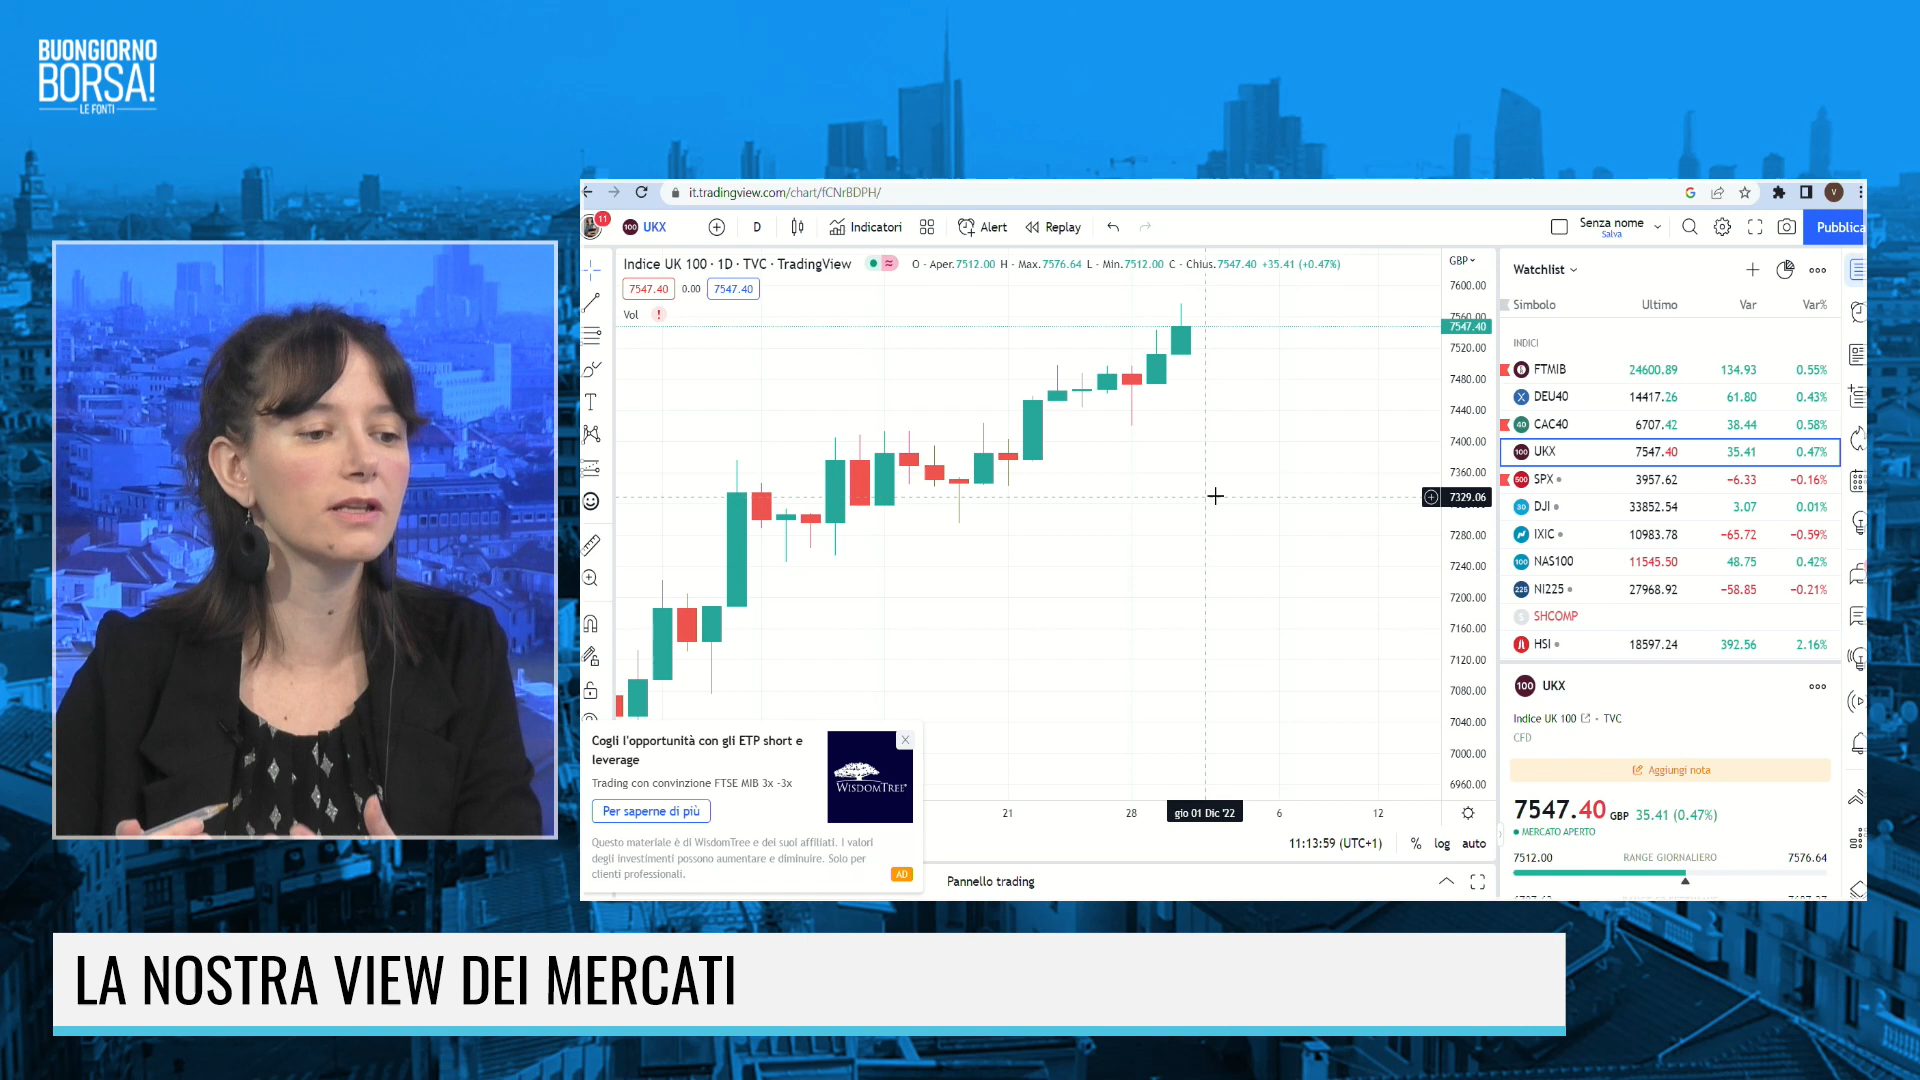 BUONGIORNO
BORSA!
LE FONTI
it.tradingview.com/chart/fCNrBDPH/
G
V
11
100 UKX
D
Indicatori
Alert
Replay
Senza nome
Salva
Pubblica
Indice UK 100 · 1D · TVC · TradingView
O - Aper.7512.00 H - Max.7576.64 L - Min.7512.00 C - Chius.7547.40 +35.41 (+0.47%)
7547.40 0.00 7547.40
Vol !
GBP
7600.00
7560.00
7547.40
7520.00
7480.00
7440.00
7400.00
7360.00
7329.06
7280.00
7240.00
7200.00
7160.00
7120.00
7080.00
7040.00
7000.00
6960.00
21 28 gio 01 Dic '22 6 12
11:13:59 (UTC+1) % log auto
Pannello trading
Cogli l'opportunità con gli ETP short e
leverage
Trading con convinzione FTSE MIB 3x -3x
Per saperne di più
WISDOMTREE®
Questo materiale è di WisdomTree e dei suoi affiliati. I valori
degli investimenti possono aumentare e diminuire. Solo per
clienti professionali.
AD
Watchlist
Simbolo Ultimo Var Var%
INDICI
FTMIB 24600.89 134.93 0.55%
DEU40 14417.26 61.80 0.43%
40 CAC40 6707.42 38.44 0.58%
100 UKX 7547.40 35.41 0.47%
500 SPX 3957.62 −6.33 −0.16%
30 DJI 33852.54 3.07 0.01%
IXIC 10983.78 −65.72 −0.59%
100 NAS100 11545.50 48.75 0.42%
225 NI225 27968.92 −58.85 −0.21%
S SHCOMP
HSI 18597.24 392.56 2.16%
100 UKX
Indice UK 100 · TVC
CFD
Aggiungi nota
7547.40 GBP 35.41 (0.47%)
MERCATO APERTO
7512.00 RANGE GIORNALIERO 7576.64
LA NOSTRA VIEW DEI MERCATI